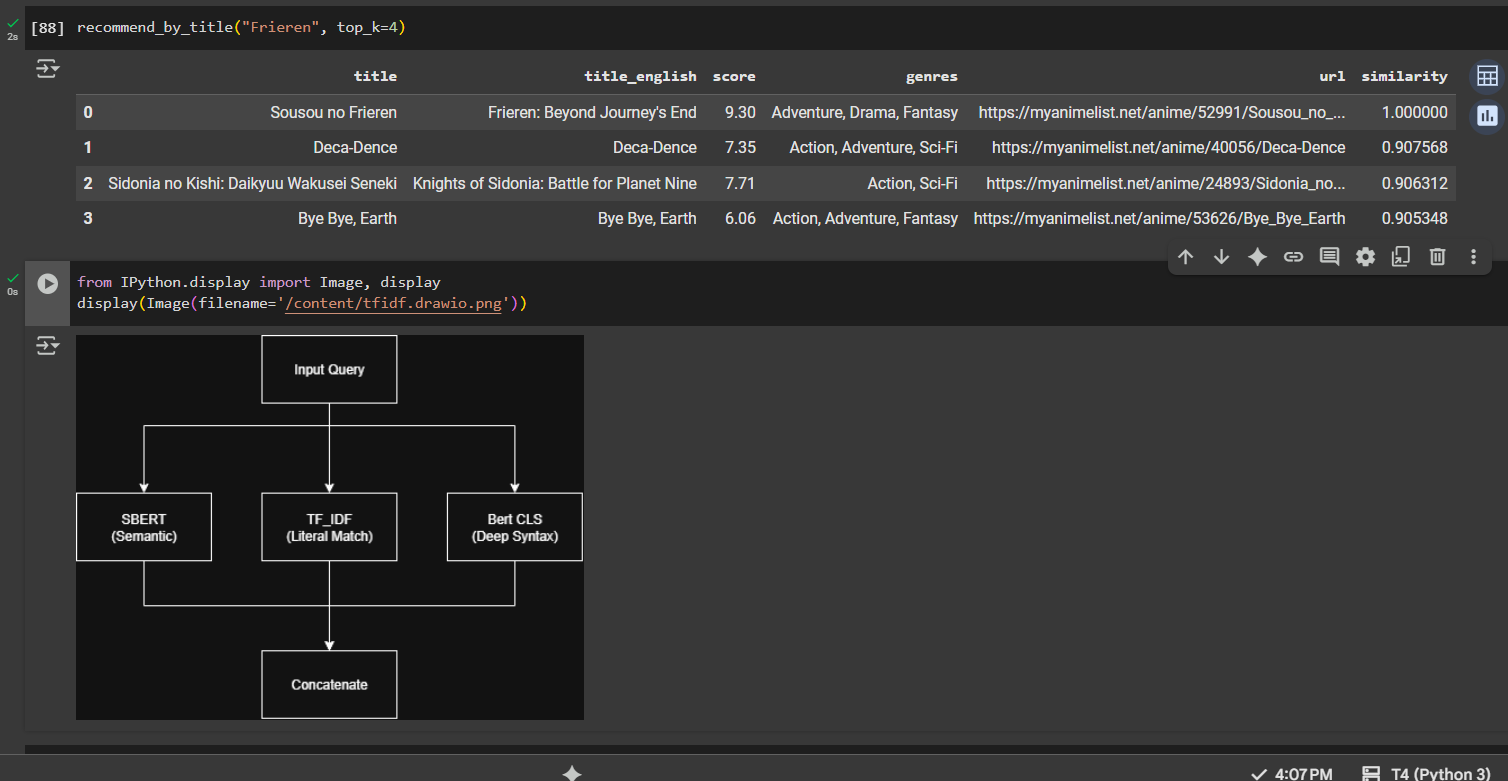 [88] recommend_by_title("Frieren", top_k=4)
2s
title title_english score genres url similarity
0 Sousou no Frieren Frieren: Beyond Journey's End 9.30 Adventure, Drama, Fantasy https://myanimelist.net/anime/52991/Sousou_no_... 1.000000
1 Deca-Dence Deca-Dence 7.35 Action, Adventure, Sci-Fi https://myanimelist.net/anime/40056/Deca-Dence 0.907568
2 Sidonia no Kishi: Daikyuu Wakusei Seneki Knights of Sidonia: Battle for Planet Nine 7.71 Action, Sci-Fi https://myanimelist.net/anime/24893/Sidonia_no... 0.906312
3 Bye Bye, Earth Bye Bye, Earth 6.06 Action, Adventure, Fantasy https://myanimelist.net/anime/53626/Bye_Bye_Earth 0.905348
from IPython.display import Image, display
0s
display(Image(filename='/content/tfidf.drawio.png'))
Input Query
SBERT
(Semantic)
TF_IDF
(Literal Match)
Bert CLS
(Deep Syntax)
Concatenate
4:07 PM T4 (Python 3)